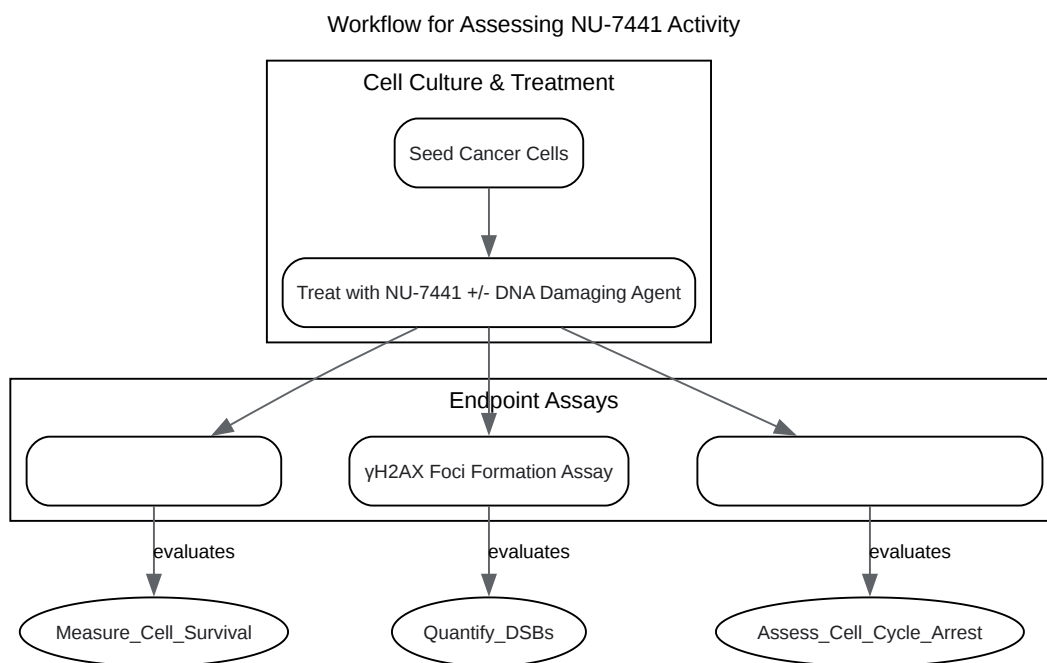 Workflow for Assessing NU-7441 Activity
Cell Culture & Treatment
Seed Cancer Cells
Treat with NU-7441 +/- DNA Damaging Agent
Endpoint Assays
γH2AX Foci Formation Assay
evaluates
evaluates
evaluates
Measure_Cell_Survival
Quantify_DSBs
Assess_Cell_Cycle_Arrest